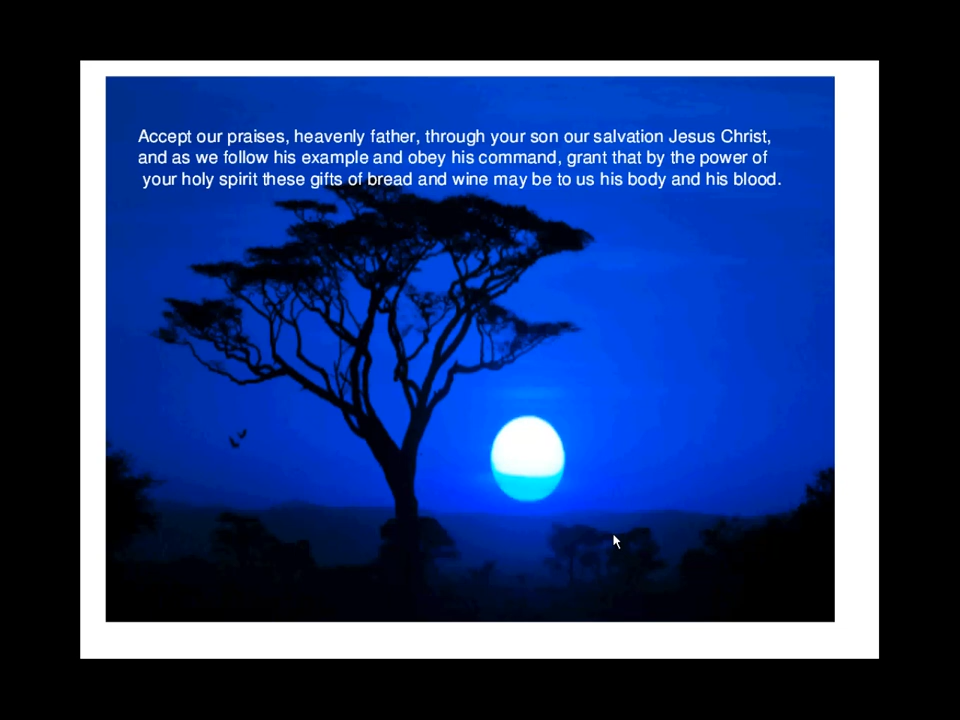 Accept our praises, heavenly father, through your son our salvation Jesus Christ,
and as we follow his example and obey his command, grant that by the power of
your holy spirit these gifts of bread and wine may be to us his body and his blood.